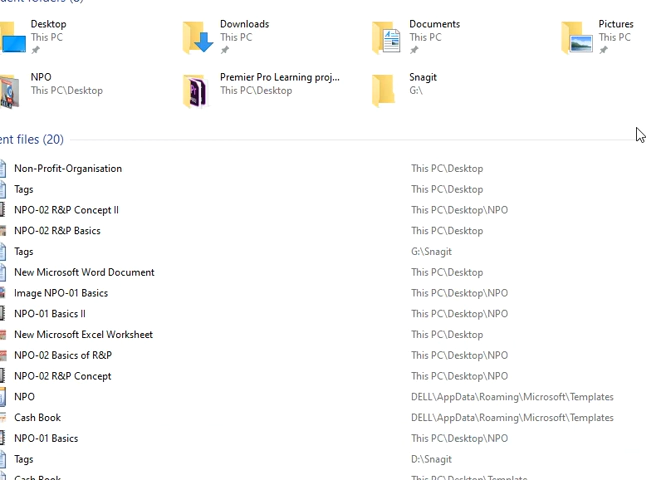 Desktop
This PC
Downloads
This PC
Documents
This PC
Pictures
This PC
NPO
This PC\Desktop
Premier Pro Learning proj...
This PC\Desktop
Snagit
G:\
files (20)
Non-Profit-Organisation This PC\Desktop
Tags This PC\Desktop
NPO-02 R&P Concept II This PC\Desktop\NPO
NPO-02 R&P Basics This PC\Desktop
Tags G:\Snagit
New Microsoft Word Document This PC\Desktop
Image NPO-01 Basics This PC\Desktop\NPO
NPO-01 Basics II This PC\Desktop\NPO
New Microsoft Excel Worksheet This PC\Desktop
NPO-02 Basics of R&P This PC\Desktop\NPO
NPO-02 R&P Concept This PC\Desktop\NPO
NPO DELL\AppData\Roaming\Microsoft\Templates
Cash Book DELL\AppData\Roaming\Microsoft\Templates
NPO-01 Basics This PC\Desktop\NPO
Tags D:\Snagit
Cash Book This PC\Desktop\Template